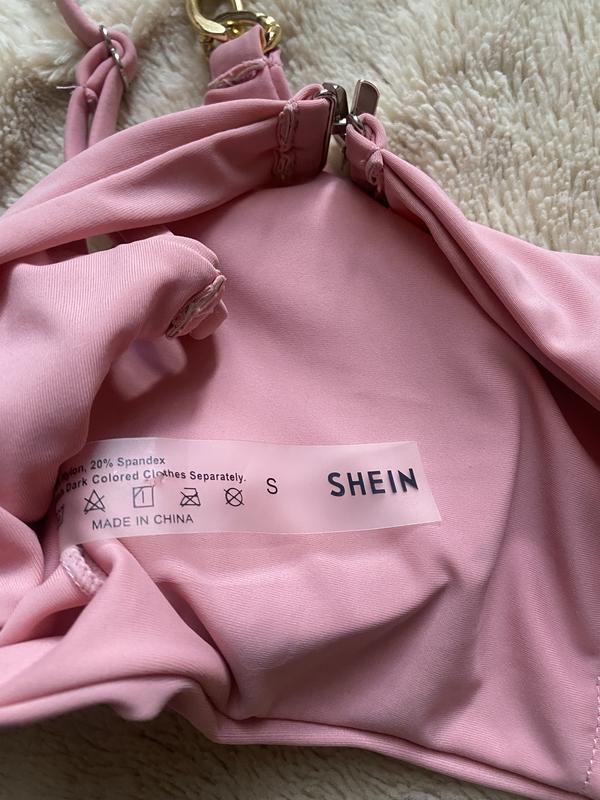 Nylon, 20% Spandex
Dark Colored Clothes Separately.
S
SHEIN
MADE IN CHINA